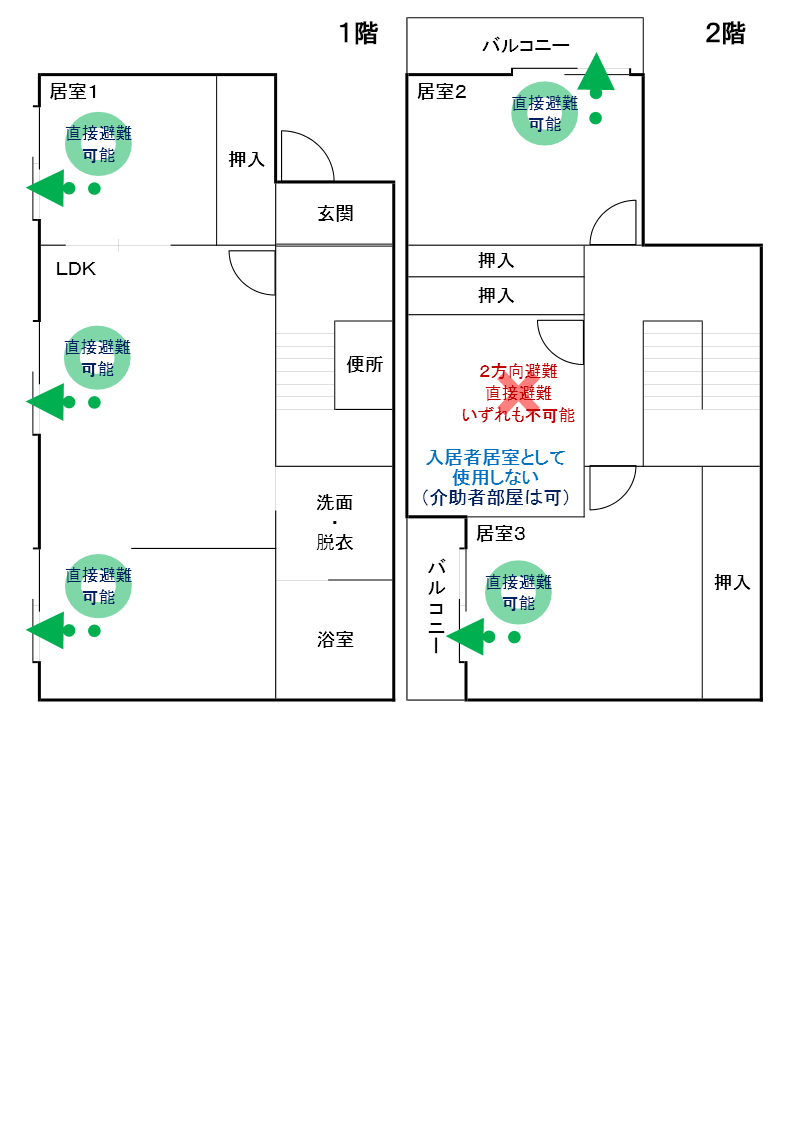 １階
居室１
直接避難
可能
押入
玄関
ＬＤＫ
直接避難
可能
便所
洗面
・
脱衣
直接避難
可能
浴室
２階
バルコニー
居室２
直接避難
可能
押入
押入
２方向避難
直接避難
いずれも不可能
入居者居室として
使用しない
（介助者部屋は可）
居室３
バルコニー
直接避難
可能
押入